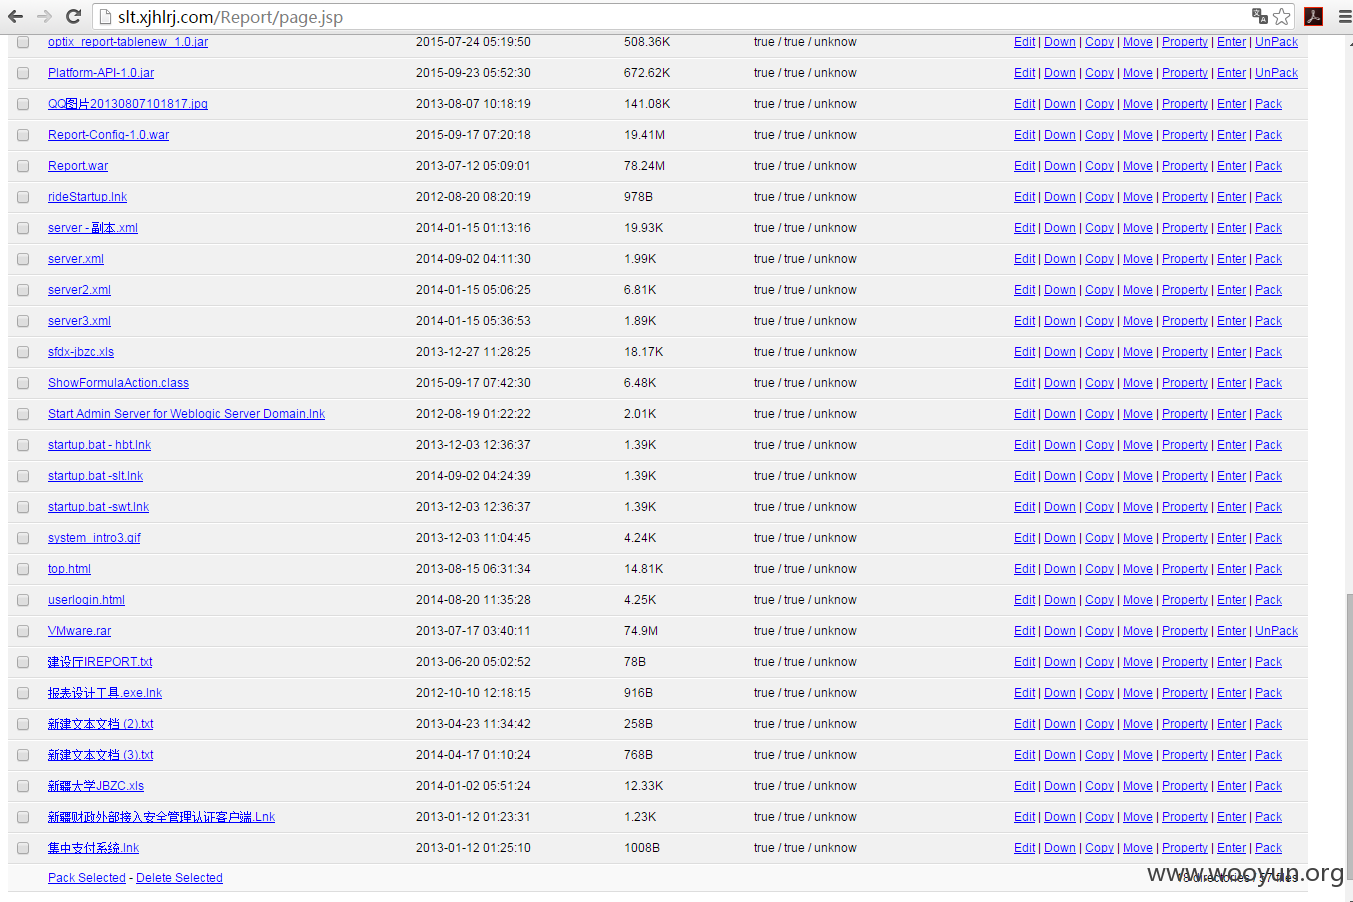 slt.xjhlrj.com/Report/page.jsp
optix_report-tablenew_1.0.jar 2015-07-24 05:19:50 508.36K true / true / unknow Edit | Down | Copy | Move | Property | Enter | UnPack
Platform-API-1.0.jar 2015-09-23 05:52:30 672.62K true / true / unknow Edit | Down | Copy | Move | Property | Enter | UnPack
QQ图片20130807101817.jpg 2013-08-07 10:18:19 141.08K true / true / unknow Edit | Down | Copy | Move | Property | Enter | Pack
Report-Config-1.0.war 2015-09-17 07:20:18 19.41M true / true / unknow Edit | Down | Copy | Move | Property | Enter | Pack
Report.war 2013-07-12 05:09:01 78.24M true / true / unknow Edit | Down | Copy | Move | Property | Enter | Pack
rideStartup.lnk 2012-08-20 08:20:19 978B true / true / unknow Edit | Down | Copy | Move | Property | Enter | Pack
server - 副本.xml 2014-01-15 01:13:16 19.93K true / true / unknow Edit | Down | Copy | Move | Property | Enter | Pack
server.xml 2014-09-02 04:11:30 1.99K true / true / unknow Edit | Down | Copy | Move | Property | Enter | Pack
server2.xml 2014-01-15 05:06:25 6.81K true / true / unknow Edit | Down | Copy | Move | Property | Enter | Pack
server3.xml 2014-01-15 05:36:53 1.89K true / true / unknow Edit | Down | Copy | Move | Property | Enter | Pack
sfdx-jbzc.xls 2013-12-27 11:28:25 18.17K true / true / unknow Edit | Down | Copy | Move | Property | Enter | Pack
ShowFormulaAction.class 2015-09-17 07:42:30 6.48K true / true / unknow Edit | Down | Copy | Move | Property | Enter | Pack
Start Admin Server for Weblogic Server Domain.lnk 2012-08-19 01:22:22 2.01K true / true / unknow Edit | Down | Copy | Move | Property | Enter | Pack
startup.bat - hbt.lnk 2013-12-03 12:36:37 1.39K true / true / unknow Edit | Down | Copy | Move | Property | Enter | Pack
startup.bat -slt.lnk 2014-09-02 04:24:39 1.39K true / true / unknow Edit | Down | Copy | Move | Property | Enter | Pack
startup.bat -swt.lnk 2013-12-03 12:36:37 1.39K true / true / unknow Edit | Down | Copy | Move | Property | Enter | Pack
system_intro3.gif 2013-12-03 11:04:45 4.24K true / true / unknow Edit | Down | Copy | Move | Property | Enter | Pack
top.html 2013-08-15 06:31:34 14.81K true / true / unknow Edit | Down | Copy | Move | Property | Enter | Pack
userlogin.html 2014-08-20 11:35:28 4.25K true / true / unknow Edit | Down | Copy | Move | Property | Enter | Pack
VMware.rar 2013-07-17 03:40:11 74.9M true / true / unknow Edit | Down | Copy | Move | Property | Enter | UnPack
建设厅IREPORT.txt 2013-06-20 05:02:52 78B true / true / unknow Edit | Down | Copy | Move | Property | Enter | Pack
报表设计工具.exe.lnk 2012-10-10 12:18:15 916B true / true / unknow Edit | Down | Copy | Move | Property | Enter | Pack
新建文本文档 (2).txt 2013-04-23 11:34:42 258B true / true / unknow Edit | Down | Copy | Move | Property | Enter | Pack
新建文本文档 (3).txt 2014-04-17 01:10:24 768B true / true / unknow Edit | Down | Copy | Move | Property | Enter | Pack
新疆大学JBZC.xls 2014-01-02 05:51:24 12.33K true / true / unknow Edit | Down | Copy | Move | Property | Enter | Pack
新疆财政外部接入安全管理认证客户端.Lnk 2013-01-12 01:23:31 1.23K true / true / unknow Edit | Down | Copy | Move | Property | Enter | Pack
集中支付系统.lnk 2013-01-12 01:25:10 1008B true / true / unknow Edit | Down | Copy | Move | Property | Enter | Pack
Pack Selected - Delete Selected directories / files
www.wooyun.org